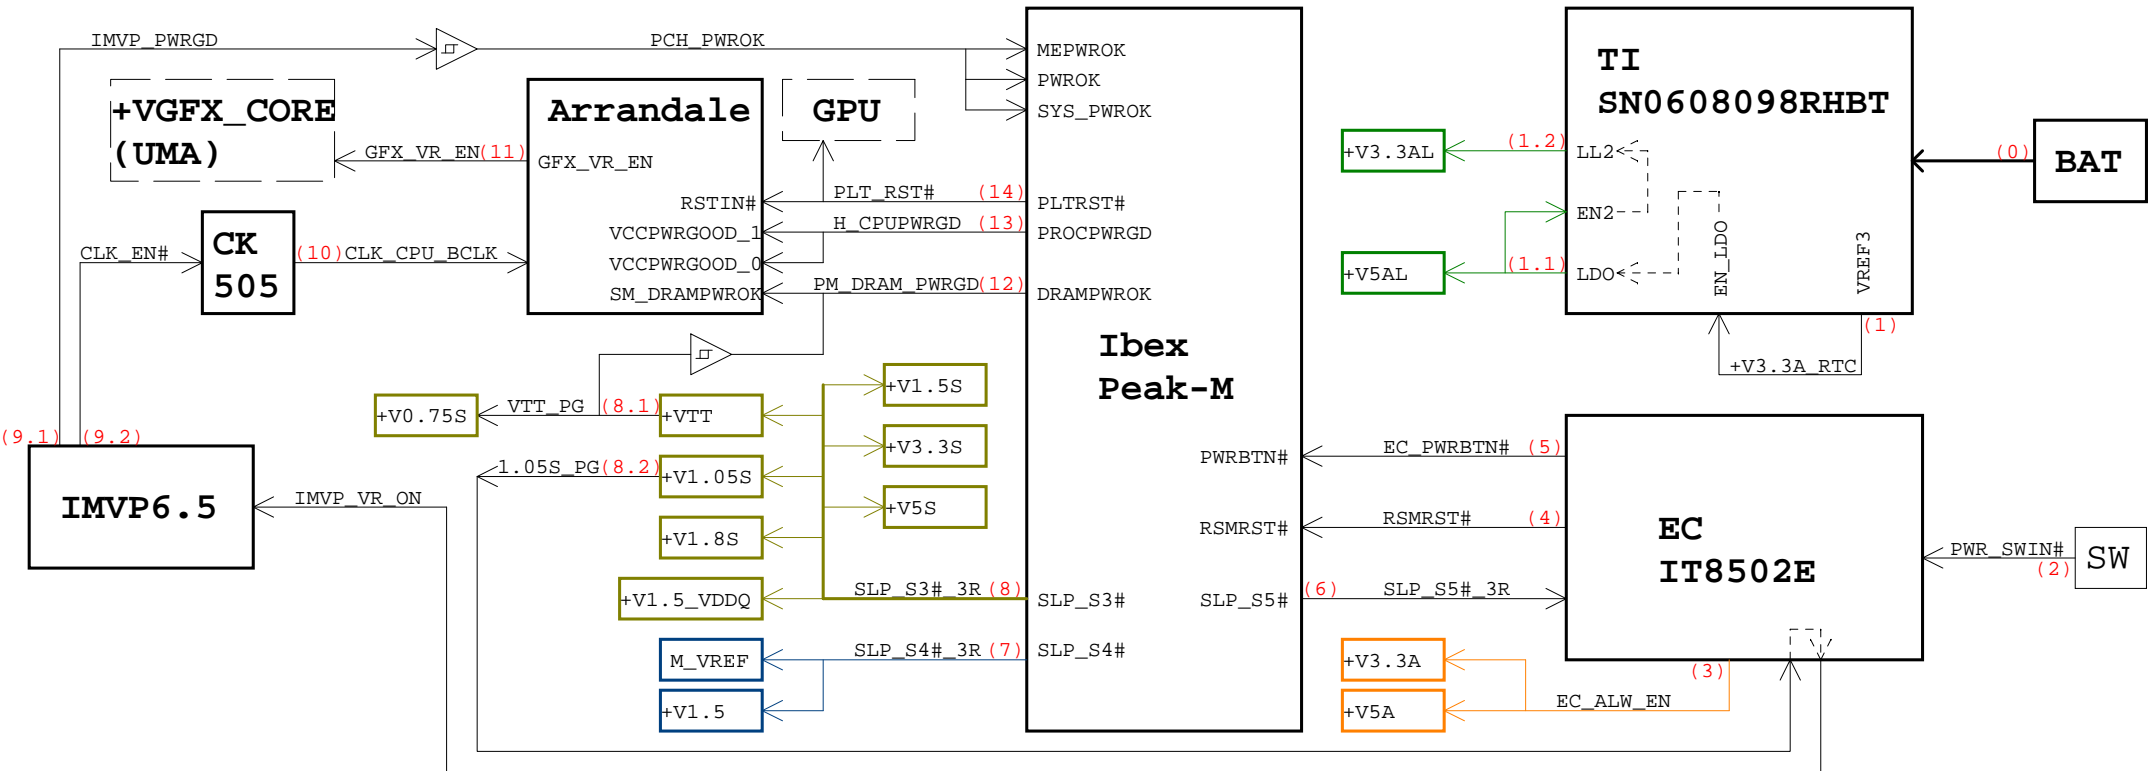 IMVP_PWRGD
PCH_PWROK
MEPWROK
PWROK
SYS_PWROK
+VGFX_CORE
(UMA)
GFX_VR_EN(11)
Arrandale
GFX_VR_EN
RSTIN#
VCCPWRGOOD_1
VCCPWRGOOD_0
SM_DRAMPWROK
GPU
PLT_RST# (14)
H_CPUPWRGD (13)
PM_DRAM_PWRGD(12)
PLTRST#
PROCPWRGD
DRAMPWROK
CLK_EN#
CK
505
(10)CLK_CPU_BCLK
Ibex
Peak-M
TI
SN0608098RHBT
LL2
EN2
LDO
EN_LDO
VREF3
(1)
+V3.3A_RTC
+V3.3AL
(1.2)
+V5AL
(1.1)
(0)
BAT
+V0.75S
VTT_PG (8.1)
+VTT
+V1.5S
+V3.3S
+V5S
1.05S_PG(8.2)
+V1.05S
+V1.8S
+V1.5_VDDQ
SLP_S3#_3R (8)
SLP_S3#
M_VREF
+V1.5
SLP_S4#_3R (7)
SLP_S4#
(9.1)
(9.2)
IMVP6.5
IMVP_VR_ON
PWRBTN#
EC_PWRBTN# (5)
RSMRST#
RSMRST# (4)
SLP_S5#
(6) SLP_S5#_3R
EC
IT8502E
PWR_SWIN#
(2)
SW
+V3.3A
+V5A
(3)
EC_ALW_EN